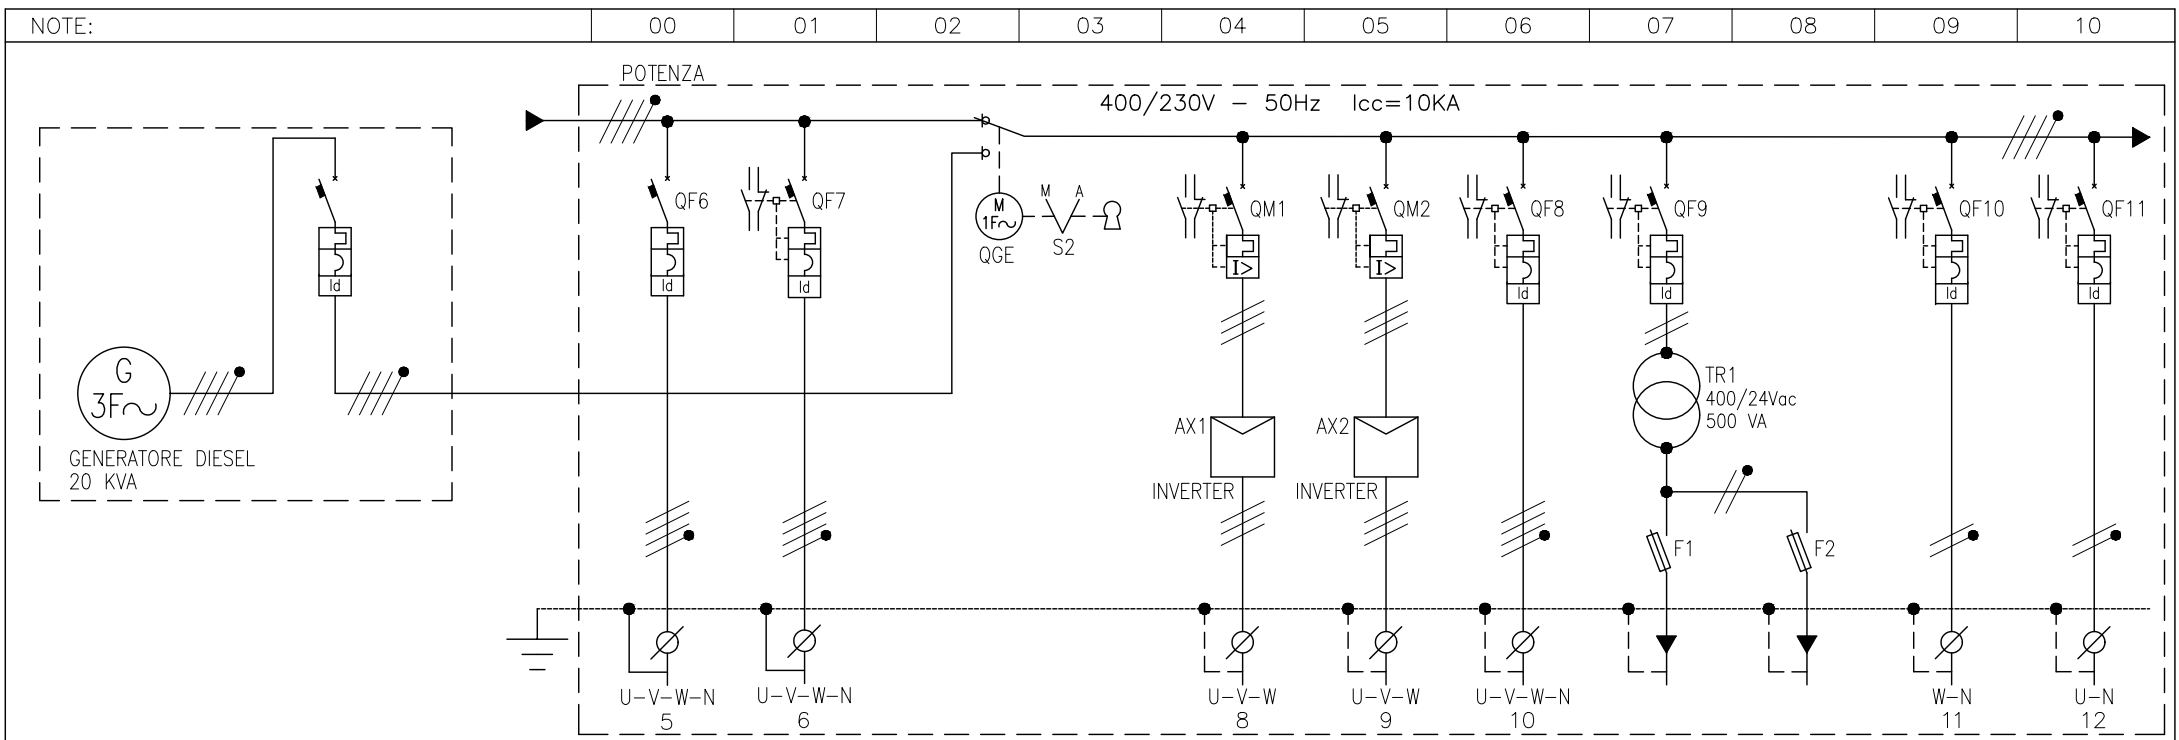 NOTE:
00
01
02
03
04
05
06
07
08
09
10
POTENZA
400/230V - 50Hz Icc=10KA
QF6
QF7
M
1F~
QGE
M A
S2
QM1
QM2
QF8
QF9
QF10
QF11
Id
Id
Id
I>
I>
Id
Id
Id
Id
G
3F~
GENERATORE DIESEL
20 KVA
AX1
INVERTER
AX2
INVERTER
TR1
400/24Vac
500 VA
F1
F2
U-V-W-N
5
U-V-W-N
6
U-V-W
8
U-V-W
9
U-V-W-N
10
W-N
11
U-N
12